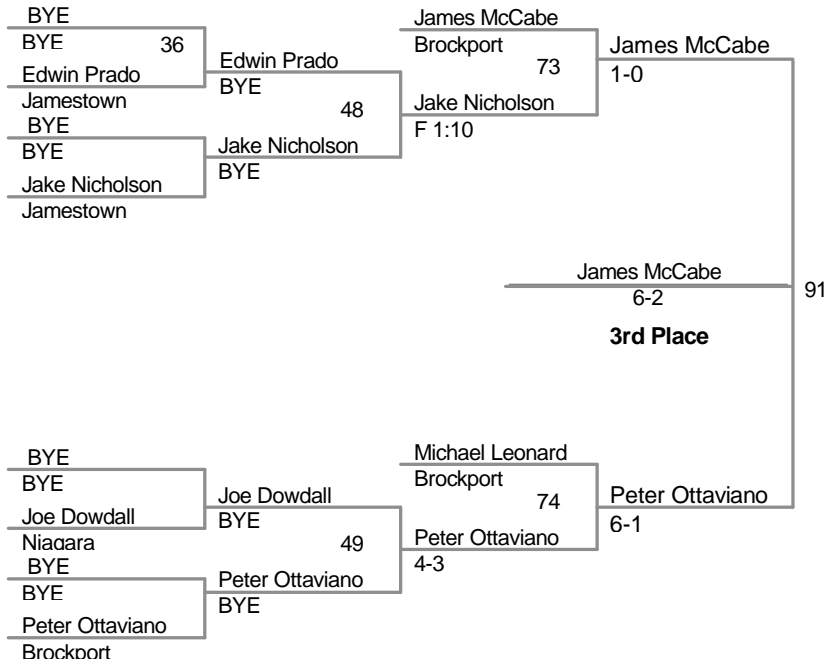 BYE
BYE
36
Edwin Prado
Jamestown
BYE
BYE
Jake Nicholson
Jamestown
Edwin Prado
BYE
48
Jake Nicholson
BYE
James McCabe
Brockport
73
Jake Nicholson
F 1:10
James McCabe
1-0
James McCabe
6-2
91
3rd Place
BYE
BYE
Joe Dowdall
Niagara
BYE
BYE
Peter Ottaviano
Brockport
Joe Dowdall
BYE
49
Peter Ottaviano
BYE
Michael Leonard
Brockport
74
Peter Ottaviano
4-3
Peter Ottaviano
6-1